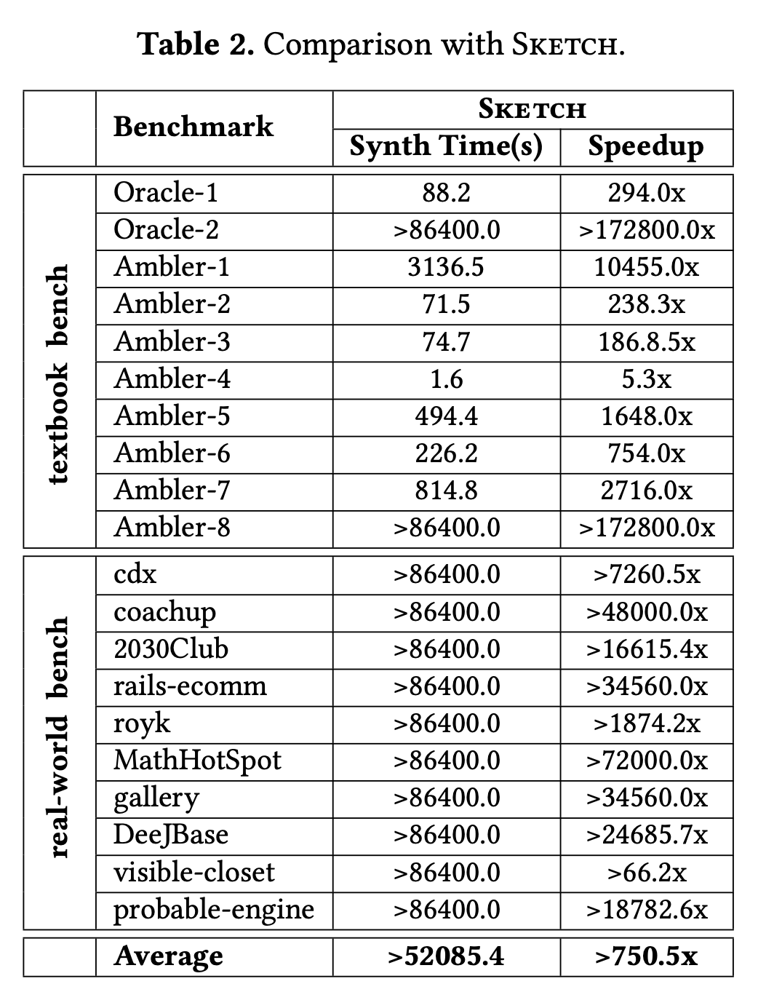 Table 2. Comparison with SKETCH.
Benchmark SKETCH
Synth Time(s) Speedup
textbook bench
Oracle-1 88.2 294.0x
Oracle-2 >86400.0 >172800.0x
Ambler-1 3136.5 10455.0x
Ambler-2 71.5 238.3x
Ambler-3 74.7 186.8.5x
Ambler-4 1.6 5.3x
Ambler-5 494.4 1648.0x
Ambler-6 226.2 754.0x
Ambler-7 814.8 2716.0x
Ambler-8 >86400.0 >172800.0x
real-world bench
cdx >86400.0 >7260.5x
coachup >86400.0 >48000.0x
2030Club >86400.0 >16615.4x
rails-ecomm >86400.0 >34560.0x
royk >86400.0 >1874.2x
MathHotSpot >86400.0 >72000.0x
gallery >86400.0 >34560.0x
DeeJBase >86400.0 >24685.7x
visible-closet >86400.0 >66.2x
probable-engine >86400.0 >18782.6x
Average >52085.4 >750.5x